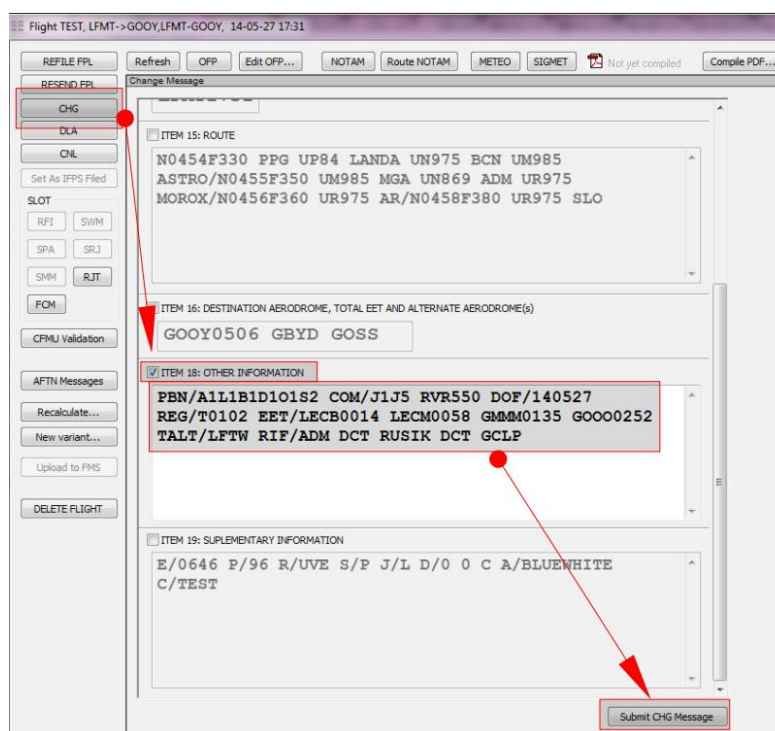 Flight TEST, LFMT->GOOY,LFMT-GOOY, 14-05-27 17:31
REFILE FPL
Refresh
OFP
Edit OFP...
NOTAM
Route NOTAM
METEO
SIGMET
Not yet compiled
Compile PDF...
RESEND FPL
Change Message
CHG
DLA
CNL
Set As IFPS Filed
SLOT
RFI
SWM
SPA
SRJ
SMM
RJT
FCM
CFMU Validation
AFTN Messages
Recalculate...
New variant...
Upload to FMS
DELETE FLIGHT
ITEM 15: ROUTE
N0454F330 PPG UP84 LANDA UN975 BCN UM985
ASTRO/N0455F350 UM985 MGA UN869 ADM UR975
MOROX/N0456F360 UR975 AR/N0458F380 UR975 SLO
ITEM 16: DESTINATION AERODROME, TOTAL EET AND ALTERNATE AERODROME(s)
GOOY0506 GBYD GOSS
ITEM 18: OTHER INFORMATION
PBN/A1L1B1D1O1S2 COM/J1J5 RVR550 DOF/140527
REG/T0102 EET/LECB0014 LECM0058 GMMM0135 GOOO0252
TALT/LFTW RIF/ADM DCT RUSIK DCT GCLP
ITEM 19: SUPLEMENTARY INFORMATION
E/0646 P/96 R/UVE S/P J/L D/0 0 C A/BLUEWHITE
C/TEST
Submit CHG Message